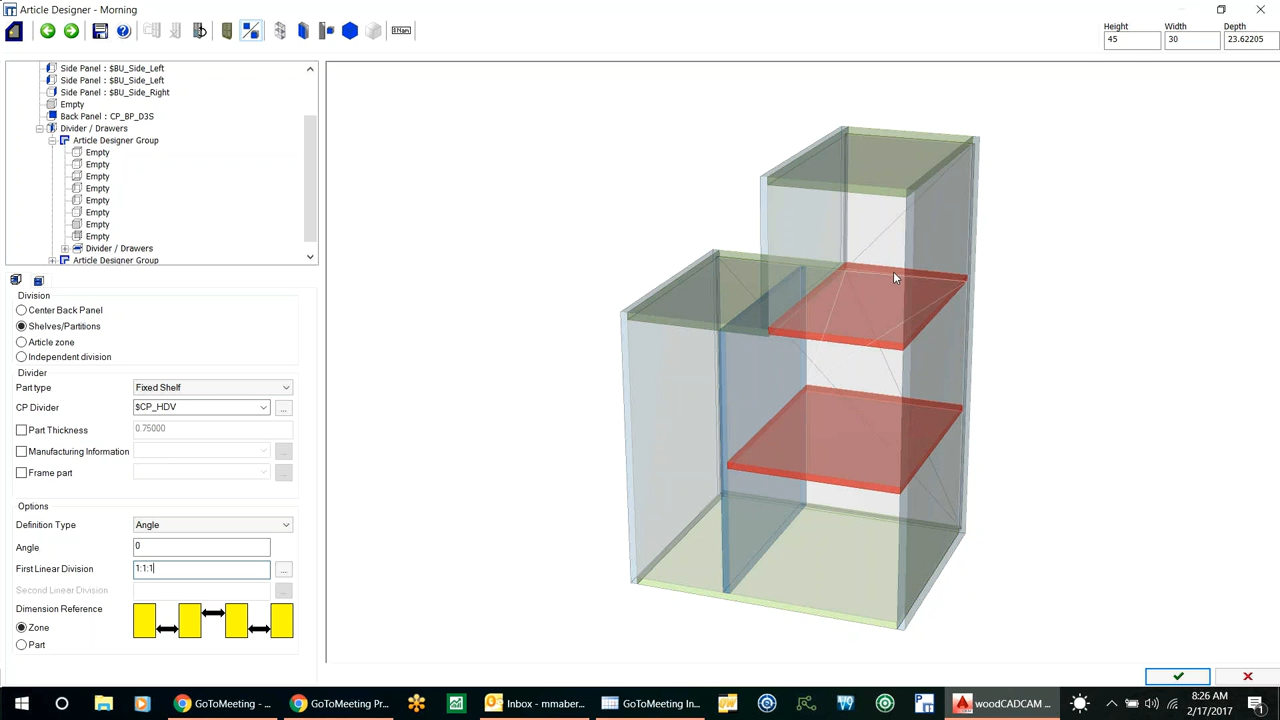 Article Designer - Morning
Height
Width
Depth
45
30
23.62205
Side Panel : $BU_Side_Left
Side Panel : $BU_Side_Left
Side Panel : $BU_Side_Right
Empty
Back Panel : CP_BP_D3S
Divider / Drawers
Article Designer Group
Empty
Empty
Empty
Empty
Empty
Empty
Empty
Empty
Divider / Drawers
Article Designer Group
Division
Center Back Panel
Shelves/Partitions
Article zone
Independent division
Divider
Part type
Fixed Shelf
CP Divider
$CP_HDV
...
Part Thickness
0.75000
Manufacturing Information
...
Frame part
...
Options
Definition Type
Angle
Angle
0
First Linear Division
1:1:1
...
Second Linear Division
...
Dimension Reference
Zone
Part
GoToMeeting - ...
GoToMeeting Pr...
Inbox - mmaber...
GoToMeeting In...
woodCADCAM ...
8:26 AM
2/17/2017